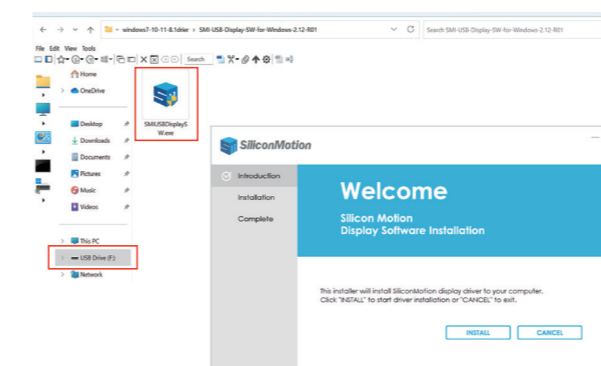 windows7-10-11-8.1drier › SMI-USB-Display-SW-for-Windows-2.12-R01
Search SMI-USB-Display-SW-for-Windows-2.12-R01
File Edit View Tools
Search
Home
OneDrive
Desktop
Downloads
Documents
Pictures
Music
Videos
This PC
USB Drive (F:)
Network
SMIUSBDisplayS
W.exe
SiliconMotion
Introduction
Installation
Complete
Welcome
Silicon Motion
Display Software Installation
This installer will install SiliconMotion display driver to your computer.
Click "INSTALL" to start driver installation or "CANCEL" to exit.
INSTALL CANCEL